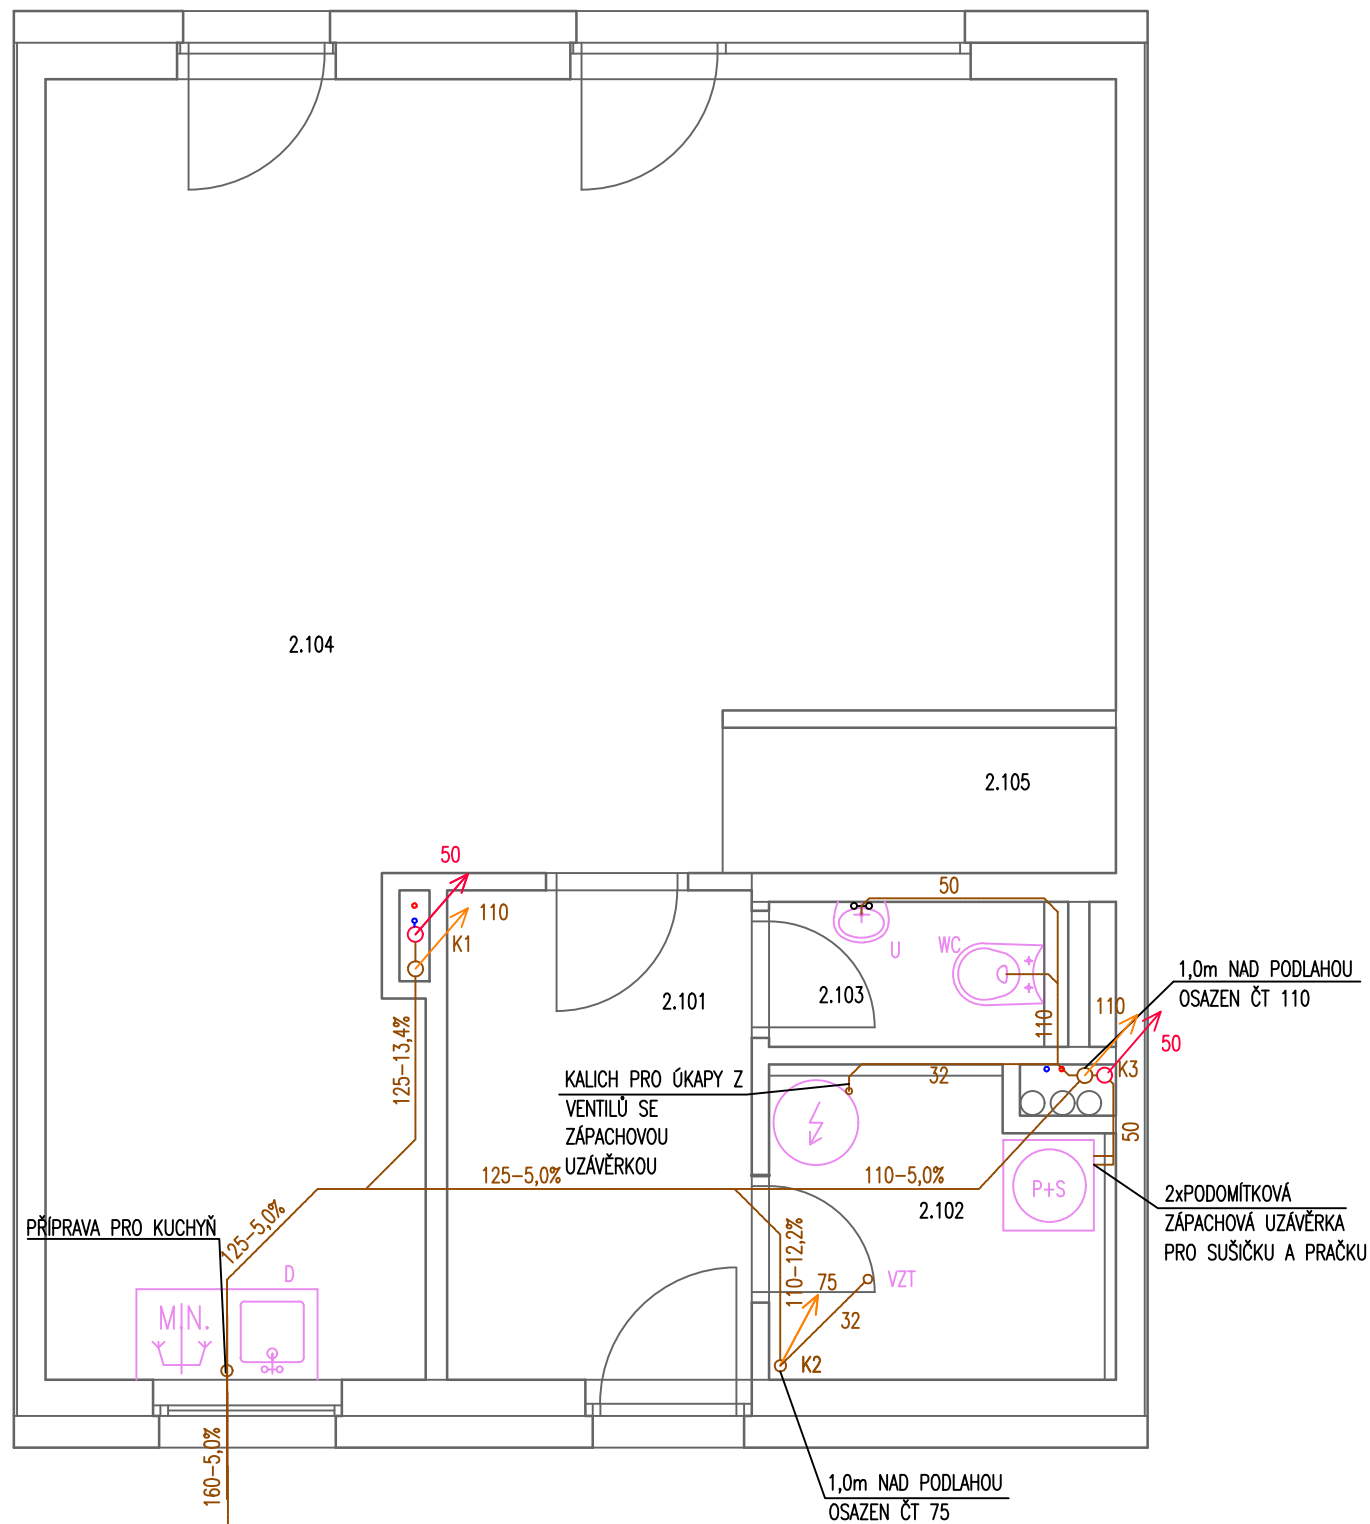 2.104
2.105
50
110
K1
50
U
WC
2.103
2.101
110
1,0m NAD PODLAHOU
OSAZEN ČT 110
110
50
K3
125-13,4%
KALICH PRO ÚKAPY Z
VENTILŮ SE
ZÁPACHOVOU
UZÁVĚRKOU
32
50
125-5,0%
110-5,0%
P+S
2.102
2xPODOMÍTKOVÁ
ZÁPACHOVÁ UZÁVĚRKA
PRO SUŠIČKU A PRAČKU
PŘÍPRAVA PRO KUCHYŇ
125-5,0%
110-12,2%
D
75
VZT
MIN.
32
K2
160-5,0%
1,0m NAD PODLAHOU
OSAZEN ČT 75